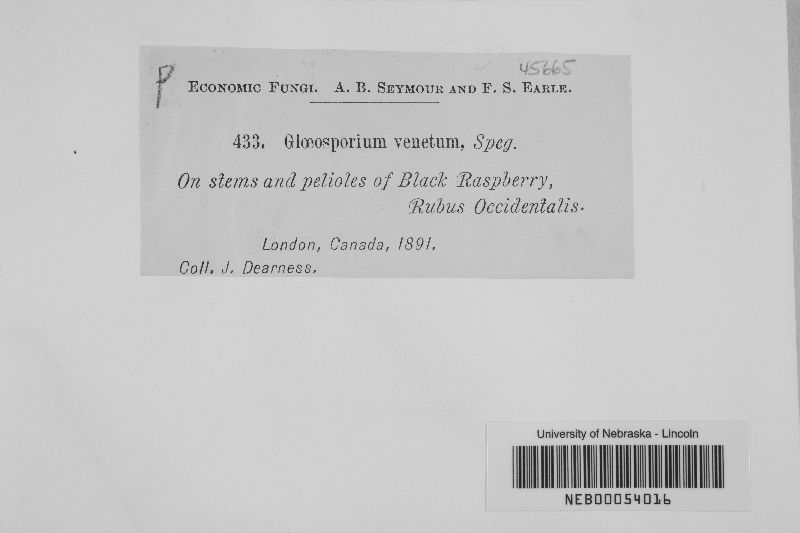 45665
P
ECONOMIC FUNGI. A. B. SEYMOUR AND F. S. EARLE.
433. Glœosporium venetum, Speg.
On stems and pelioles of Black Raspberry,
Rubus Occidentalis.
London, Canada, 1891.
Coll. J. Dearness.
University of Nebraska - Lincoln
NEB00054016